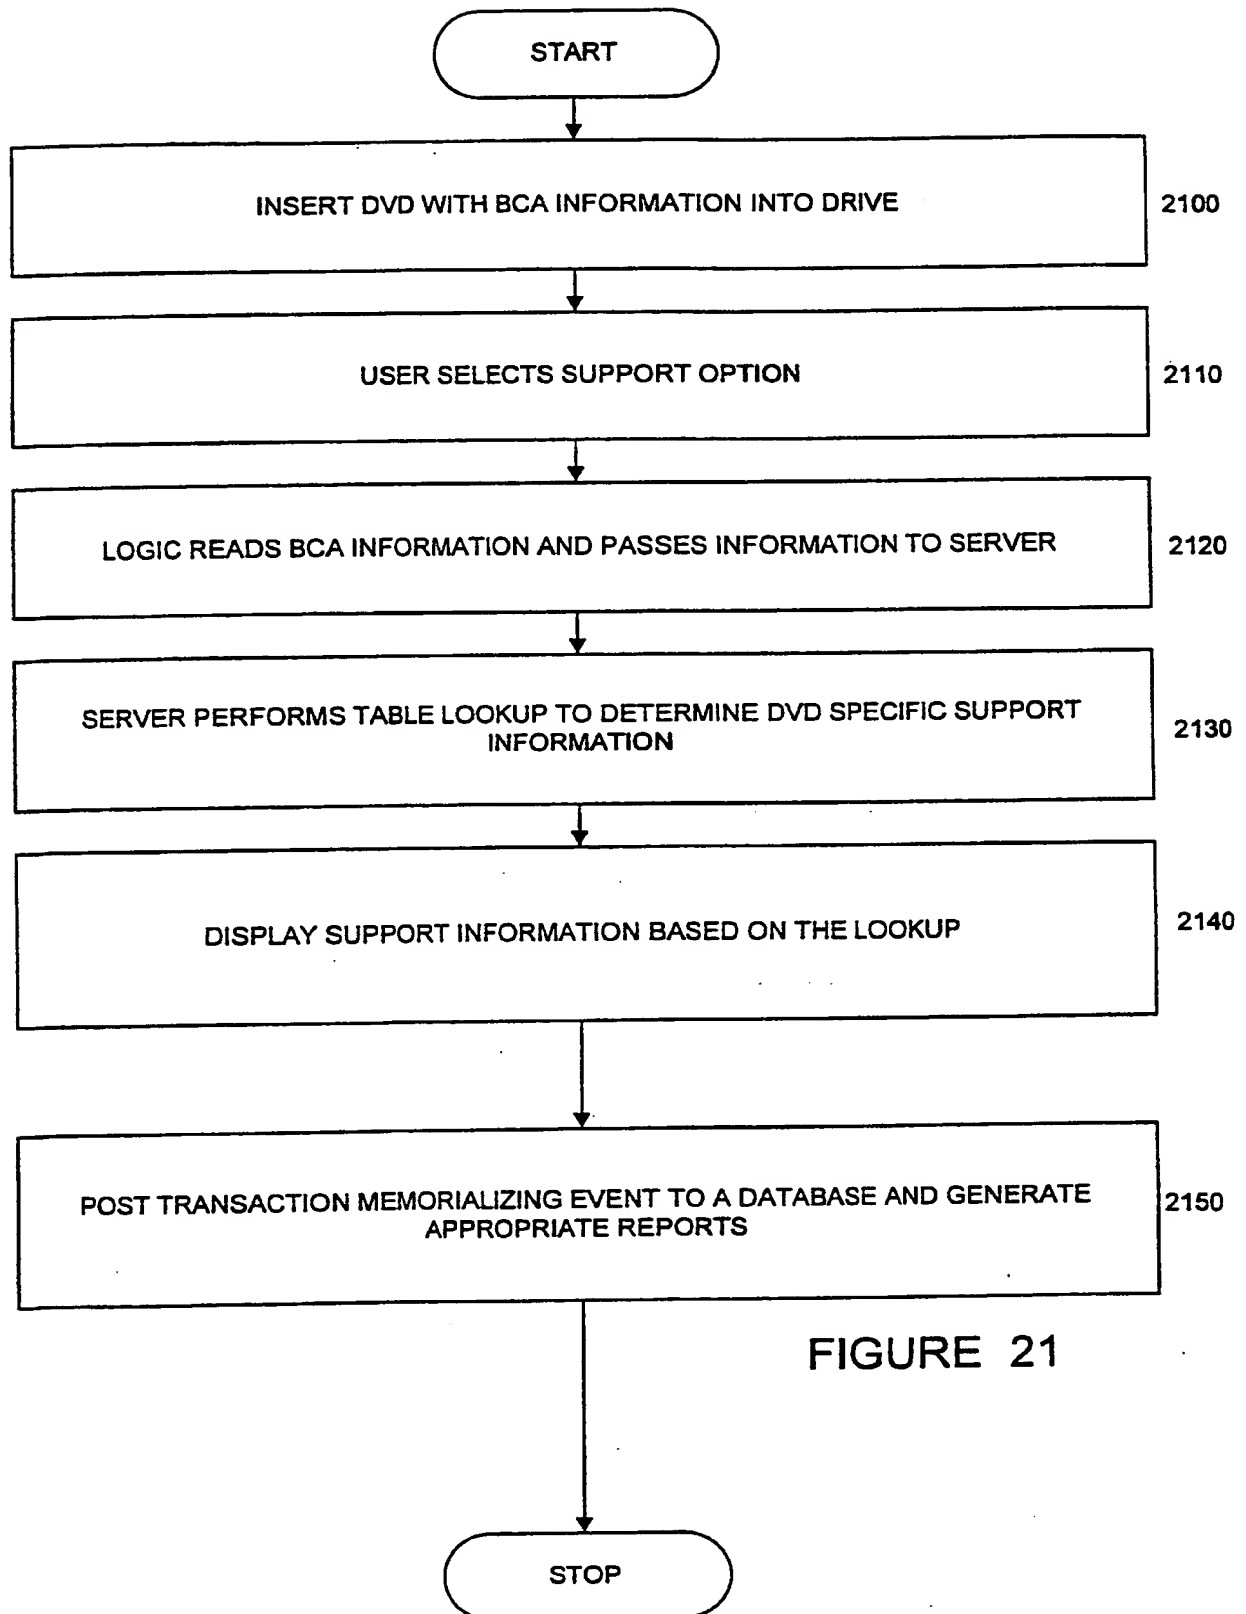 START
INSERT DVD WITH BCA INFORMATION INTO DRIVE
2100
USER SELECTS SUPPORT OPTION
2110
LOGIC READS BCA INFORMATION AND PASSES INFORMATION TO SERVER
2120
SERVER PERFORMS TABLE LOOKUP TO DETERMINE DVD SPECIFIC SUPPORT
INFORMATION
2130
DISPLAY SUPPORT INFORMATION BASED ON THE LOOKUP
2140
POST TRANSACTION MEMORIALIZING EVENT TO A DATABASE AND GENERATE
APPROPRIATE REPORTS
2150
FIGURE 21
STOP